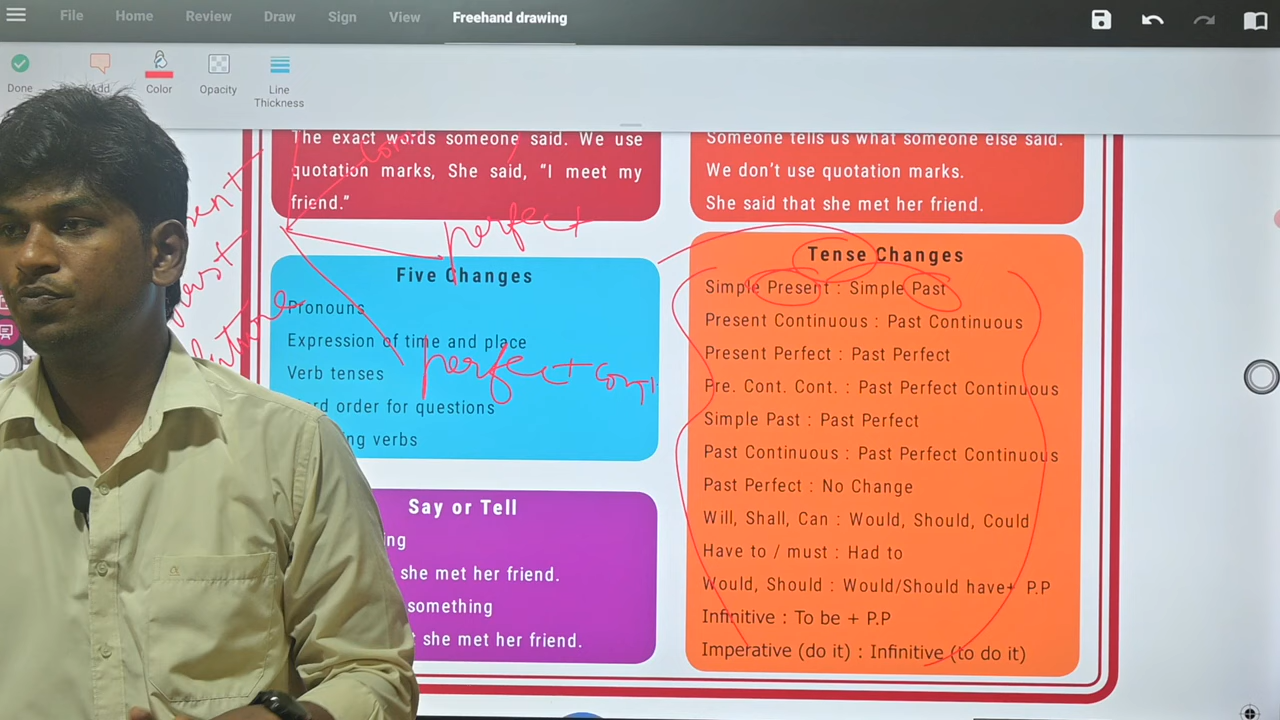 File Home Review Draw Sign View Freehand drawing
Done Add Color Opacity Line Thickness
The exact words someone said. We use
quotation marks, She said, “I meet my
friend.”
Someone tells us what someone else said.
We don’t use quotation marks.
She said that she met her friend.
perfect
perfect cont
Five Changes
Pronouns
Expression of time and place
Verb tenses
order for questions
verbs
Say or Tell
she met her friend.
something
she met her friend.
Tense Changes
Simple Present : Simple Past
Present Continuous : Past Continuous
Present Perfect : Past Perfect
Pre. Cont. Cont. : Past Perfect Continuous
Simple Past : Past Perfect
Past Continuous : Past Perfect Continuous
Past Perfect : No Change
Will, Shall, Can : Would, Should, Could
Have to / must : Had to
Would, Should : Would/Should have+ P.P
Infinitive : To be + P.P
Imperative (do it) : Infinitive (to do it)